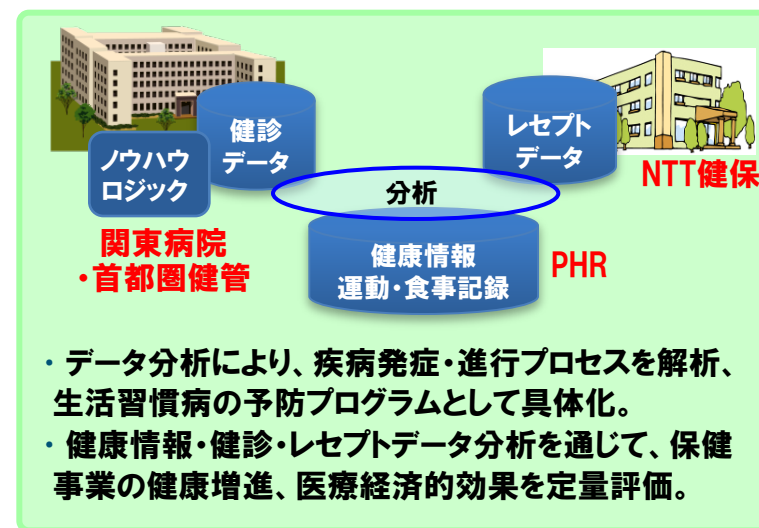 健診
データ
ノウハウ
ロジック
レセプト
データ
NTT健保
分析
関東病院
・首都圏健管
健康情報
運動・食事記録
PHR
・データ分析により、疾病発症・進行プロセスを解析、
生活習慣病の予防プログラムとして具体化。
・健康情報・健診・レセプトデータ分析を通じて、保健
事業の健康増進、医療経済的効果を定量評価。